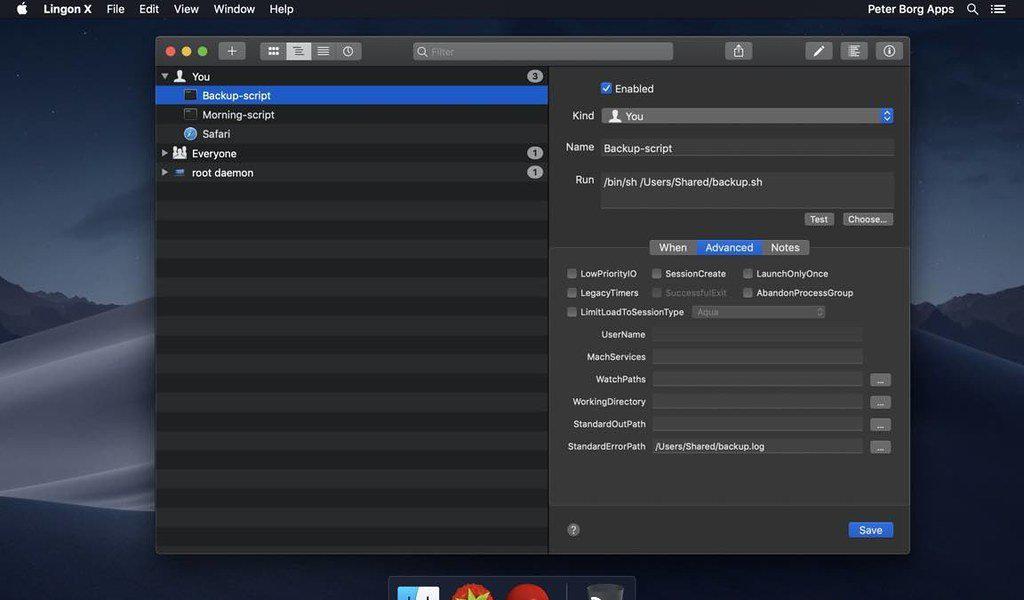 Lingon X File Edit View Window Help Peter Borg Apps
Filter
You 3
Backup-script
Morning-script
Safari
Everyone 1
root daemon 1
Enabled
Kind You
Name Backup-script
Run /bin/sh /Users/Shared/backup.sh
Test Choose...
When Advanced Notes
LowPriorityIO SessionCreate LaunchOnlyOnce
LegacyTimers SuccessfulExit AbandonProcessGroup
LimitLoadToSessionType Aqua
UserName
MachServices
WatchPaths ...
WorkingDirectory ...
StandardOutPath ...
StandardErrorPath /Users/Shared/backup.log ...
? Save